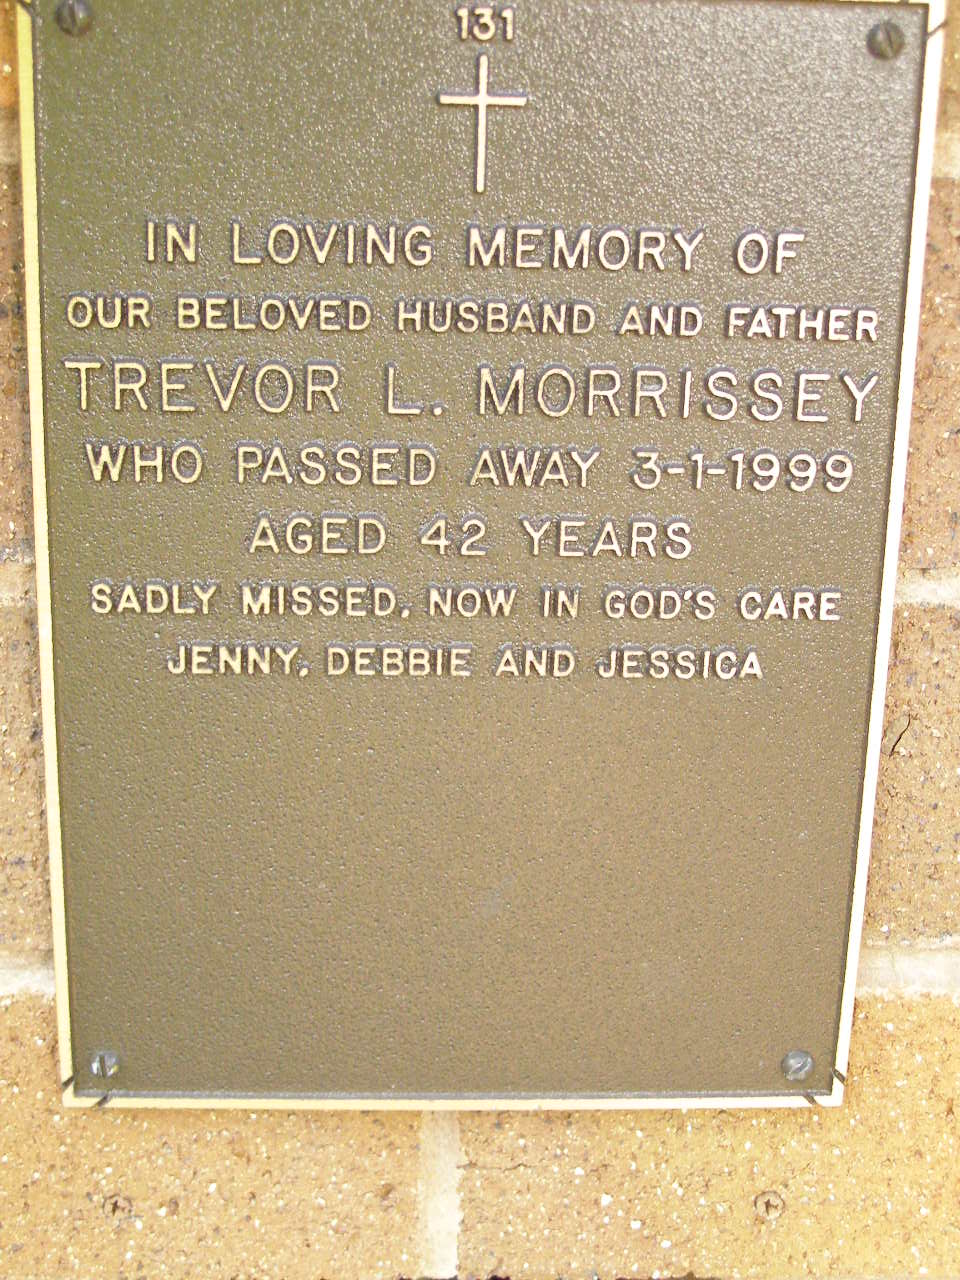 131
IN LOVING MEMORY OF
OUR BELOVED HUSBAND AND FATHER
TREVOR L. MORRISSEY
WHO PASSED AWAY 3-1-1999
AGED 42 YEARS
SADLY MISSED, NOW IN GOD'S CARE
JENNY, DEBBIE AND JESSICA